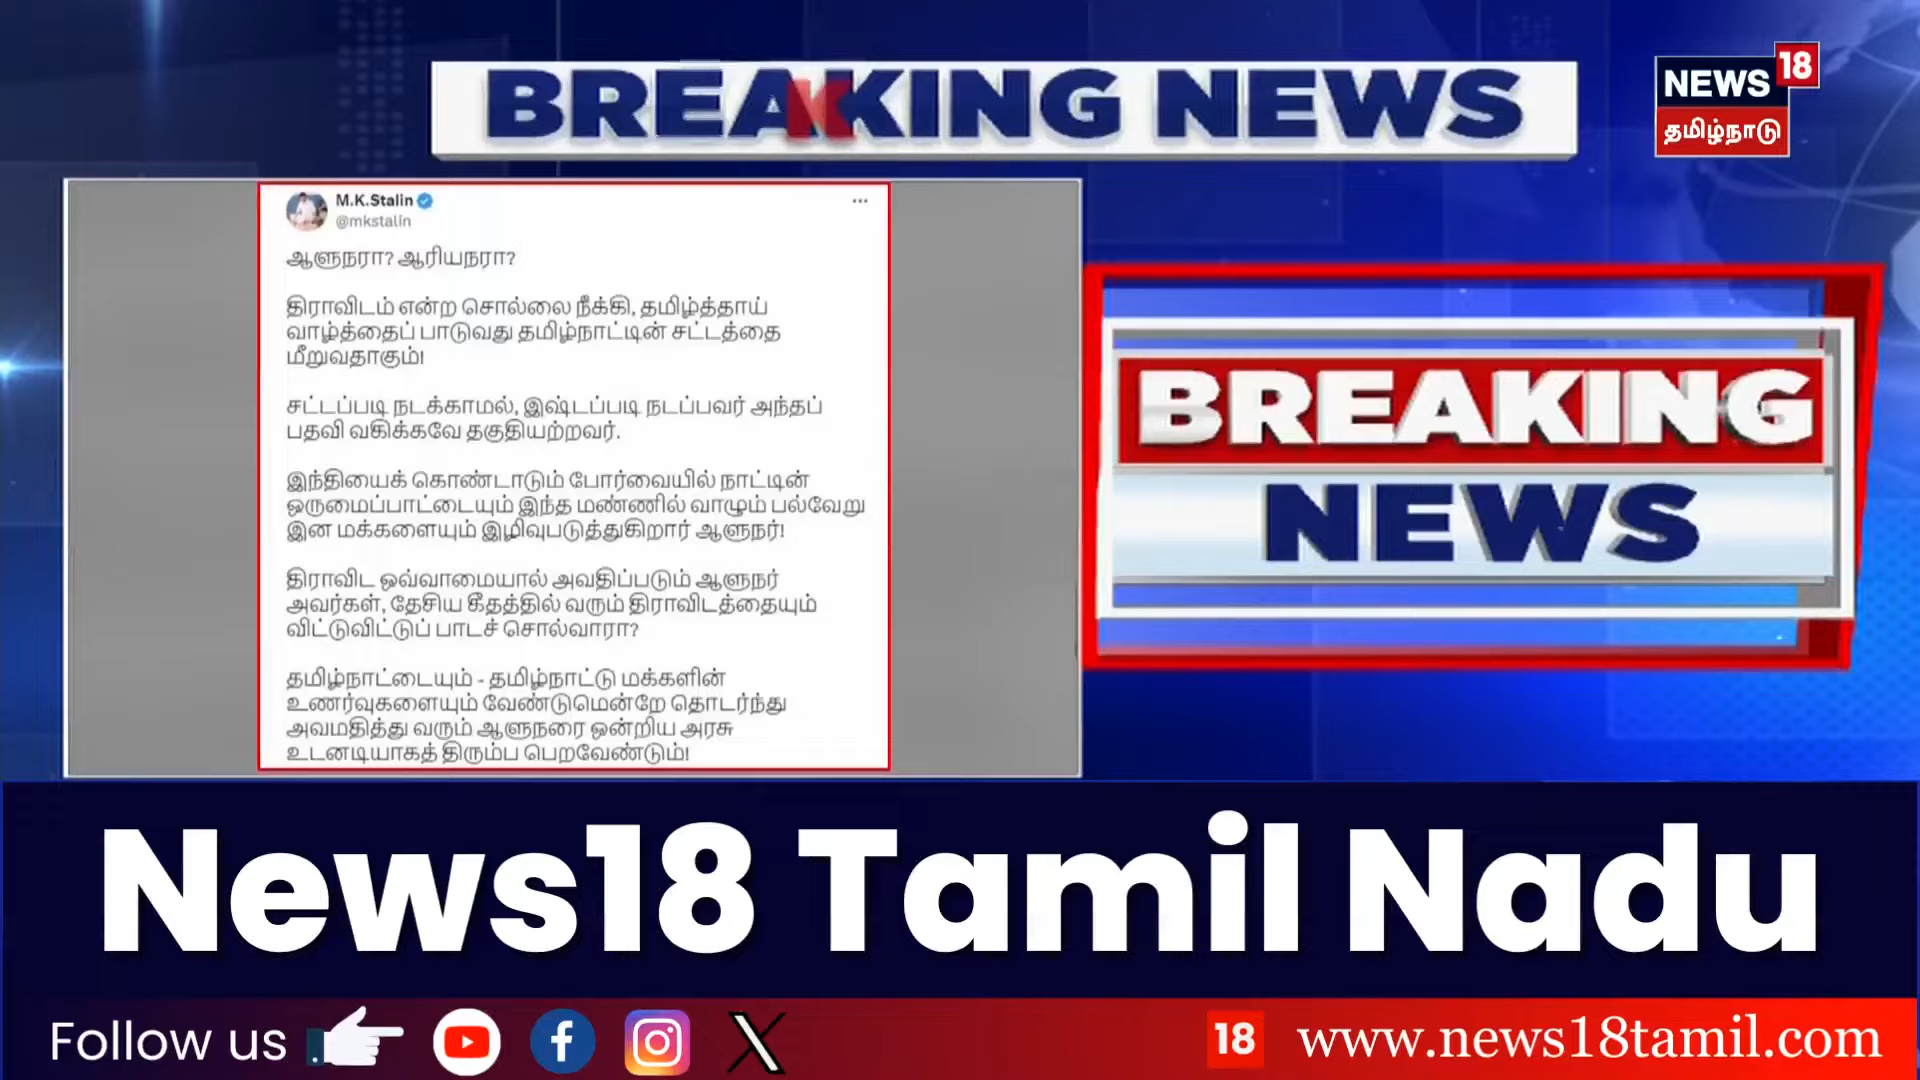 BREAKING NEWS
NEWS 18
தமிழ்நாடு
M.K.Stalin
@mkstalin
ஆளுநரா? ஆரியநரா?
திராவிடம் என்ற சொல்லை நீக்கி, தமிழ்த்தாய்
வாழ்த்தைப் பாடுவது தமிழ்நாட்டின் சட்டத்தை
மீறுவதாகும்!
சட்டப்படி நடக்காமல், இஷ்டப்படி நடப்பவர் அந்தப்
பதவி வகிக்கவே தகுதியற்றவர்.
இந்தியைக் கொண்டாடும் போர்வையில் நாட்டின்
ஒருமைப்பாட்டையும் இந்த மண்ணில் வாழும் பல்வேறு
இன மக்களையும் இழிவுபடுத்துகிறார் ஆளுநர்!
திராவிட ஒவ்வாமையால் அவதிப்படும் ஆளுநர்
அவர்கள், தேசிய கீதத்தில் வரும் திராவிடத்தையும்
விட்டுவிட்டுப் பாடச் சொல்வாரா?
தமிழ்நாட்டையும் - தமிழ்நாட்டு மக்களின்
உணர்வுகளையும் வேண்டுமென்றே தொடர்ந்து
அவமதித்து வரும் ஆளுநரை ஒன்றிய அரசு
உடனடியாகத் திரும்ப பெறவேண்டும்!
BREAKING
NEWS
News18 Tamil Nadu
Follow us
18 www.news18tamil.com